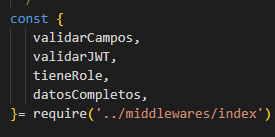 const {
    validarCampos,
    validarJWT,
    tieneRole,
    datosCompletos,
}= require('../middlewares/index')